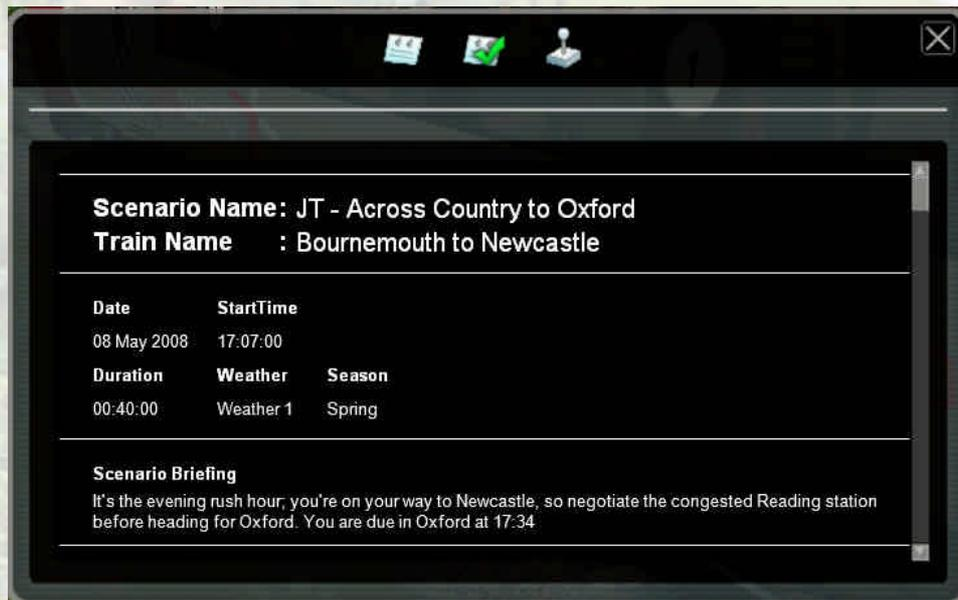 Scenario Name: JT - Across Country to Oxford
Train Name : Bournemouth to Newcastle
Date StartTime
08 May 2008 17:07:00
Duration Weather Season
00:40:00 Weather 1 Spring
Scenario Briefing
It's the evening rush hour; you're on your way to Newcastle, so negotiate the congested Reading station
before heading for Oxford. You are due in Oxford at 17:34